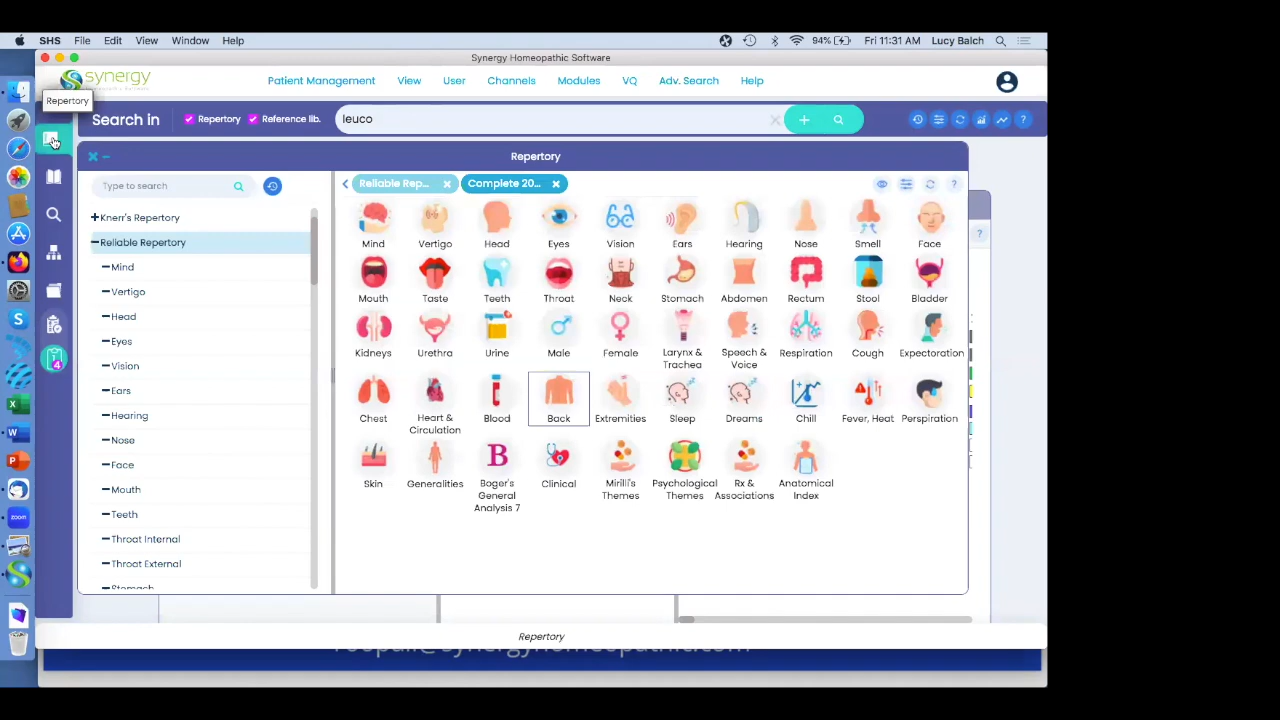 SHS File Edit View Window Help 94% Fri 11:31 AM Lucy Balch
Synergy Homeopathic Software
synergy
Patient Management View User Channels Modules VQ Adv. Search Help
Repertory
Search in Repertory Reference lib. leuco
Repertory
Type to search
Reliable Rep... Complete 20...
Knerr's Repertory
Reliable Repertory
Mind
Vertigo
Head
Eyes
Vision
Ears
Hearing
Nose
Face
Mouth
Teeth
Throat Internal
Throat External
Stomach
Mind Vertigo Head Eyes Vision Ears Hearing Nose Smell Face
Mouth Taste Teeth Throat Neck Stomach Abdomen Rectum Stool Bladder
Kidneys Urethra Urine Male Female Larynx & Trachea Speech & Voice Respiration Cough Expectoration
Chest Heart & Circulation Blood Back Extremities Sleep Dreams Chill Fever, Heat Perspiration
Skin Generalities Boger's General Analysis 7 Clinical Mirilli's Themes Psychological Themes Rx & Associations Anatomical Index
4
zoom
Repertory